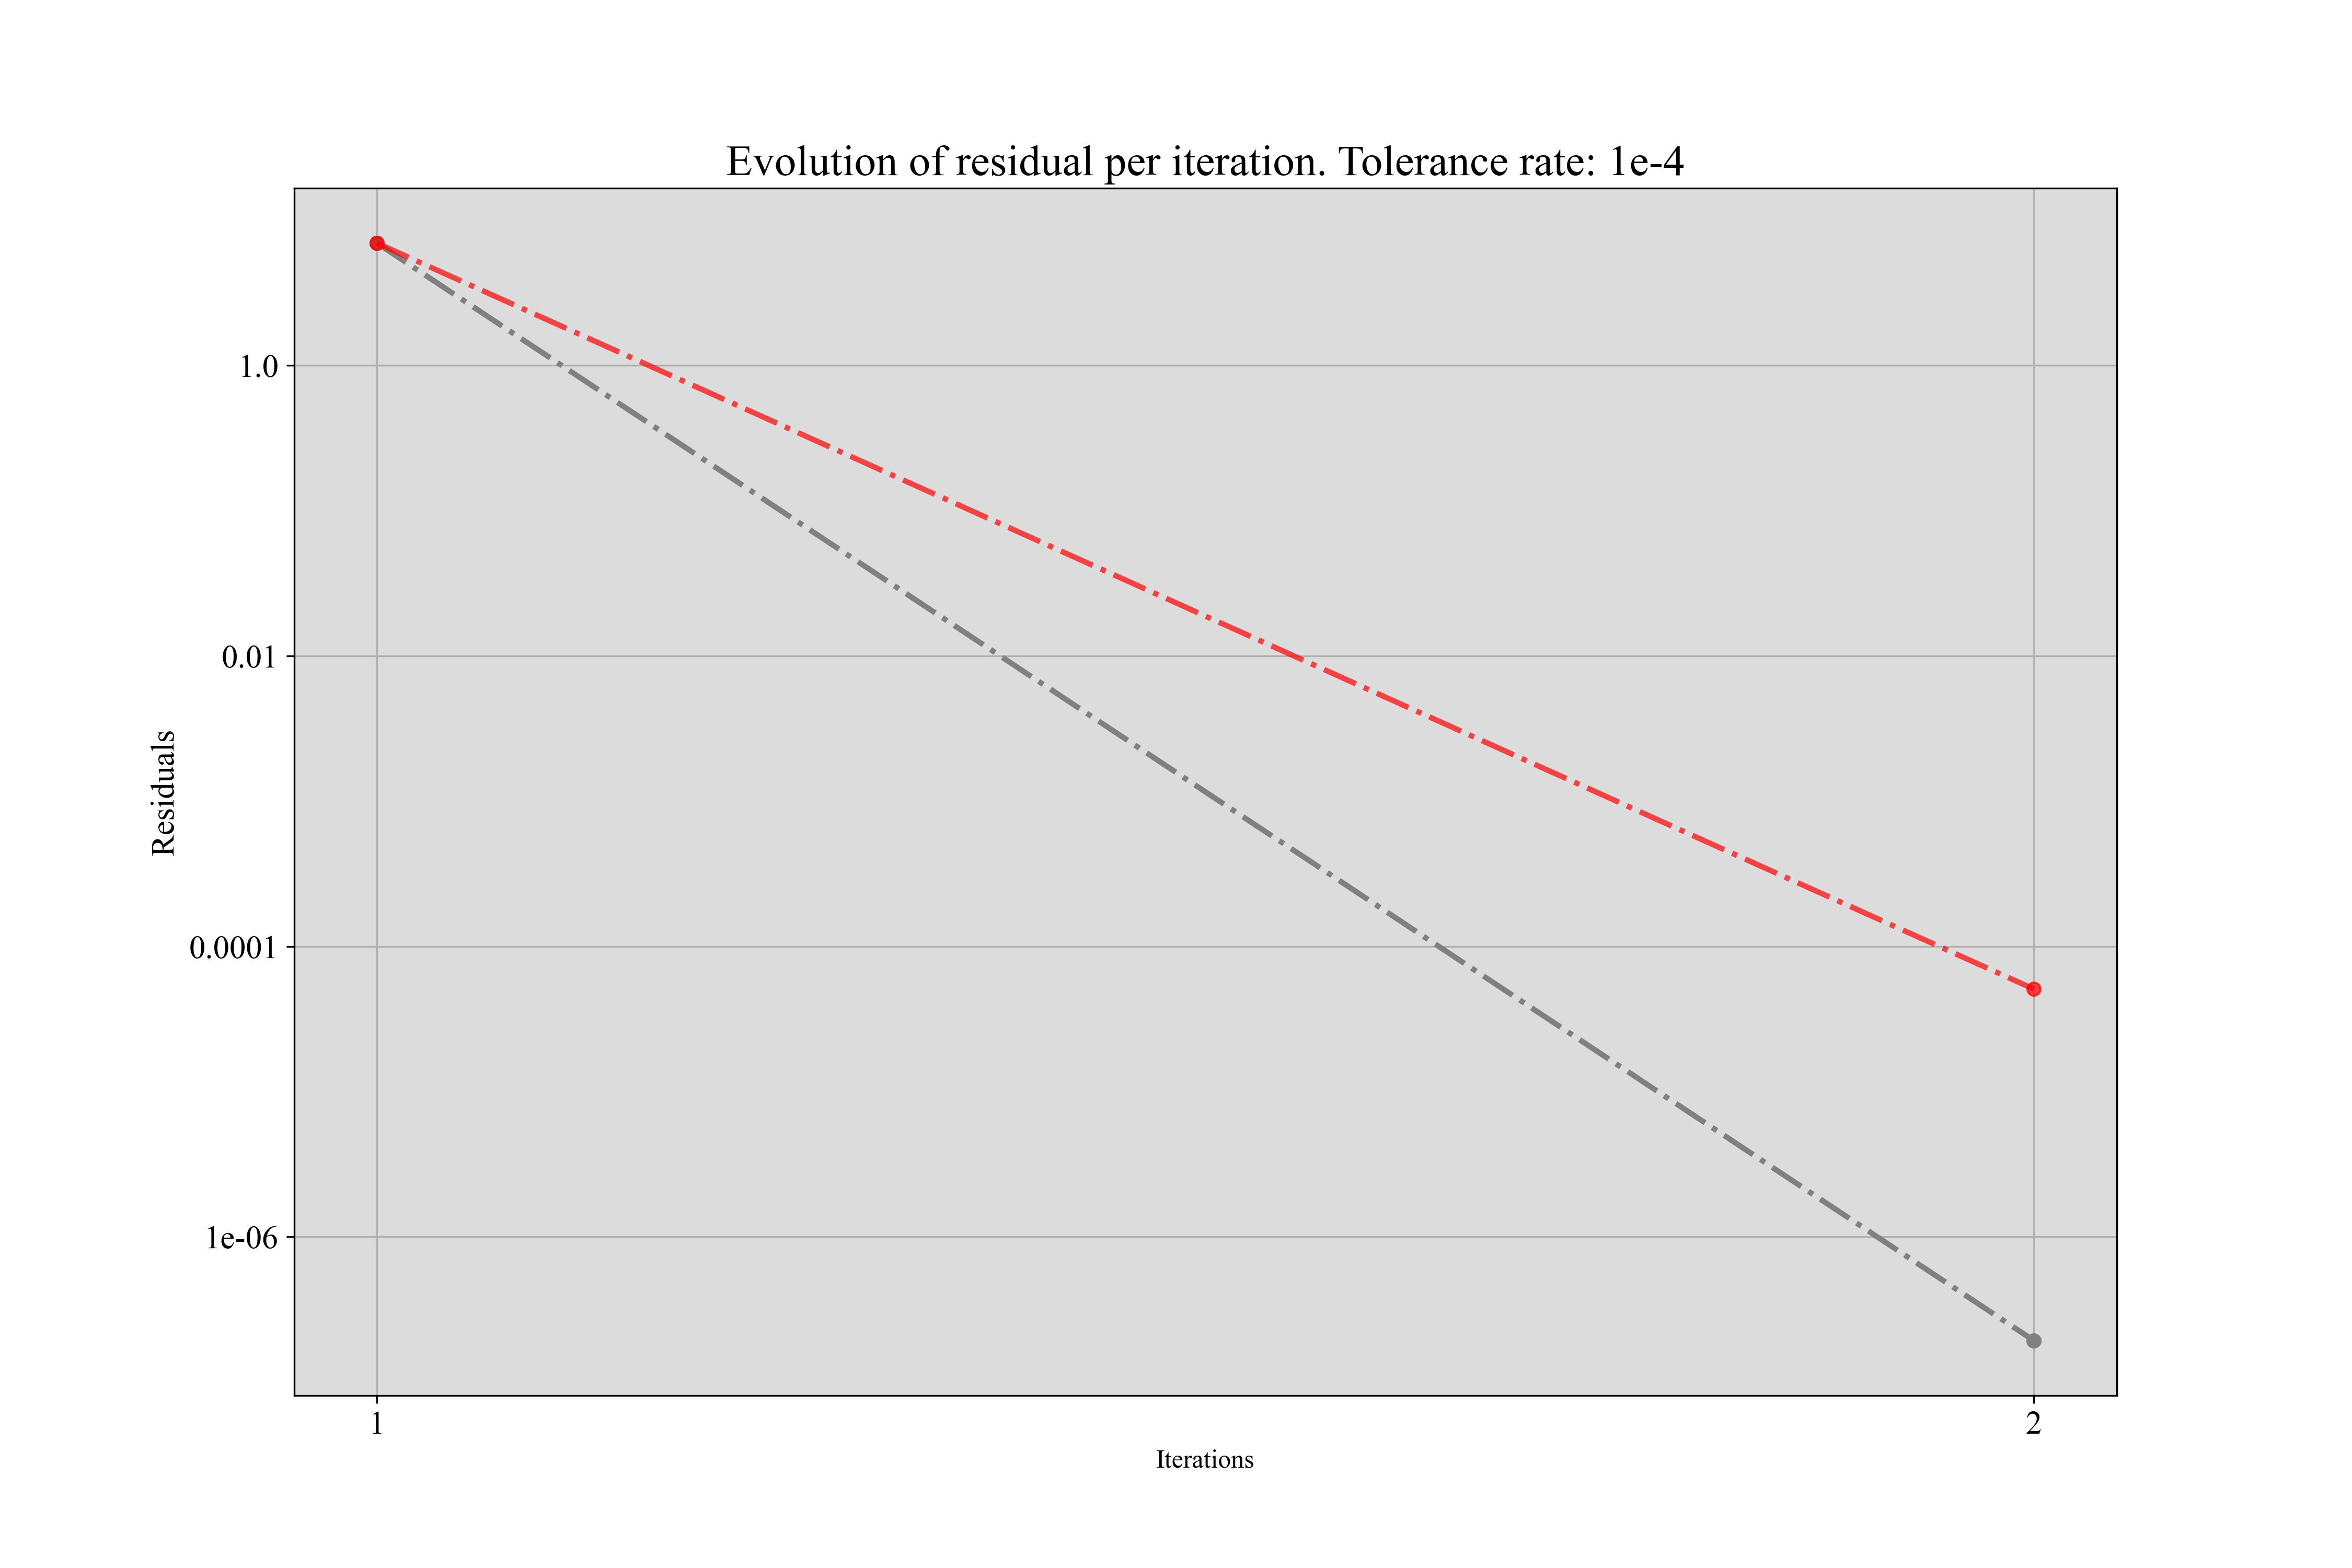 Evolution of residual per iteration. Tolerance rate: 1e-4
1.0
0.01
0.0001
1e-06
Residuals
1
2
Iterations